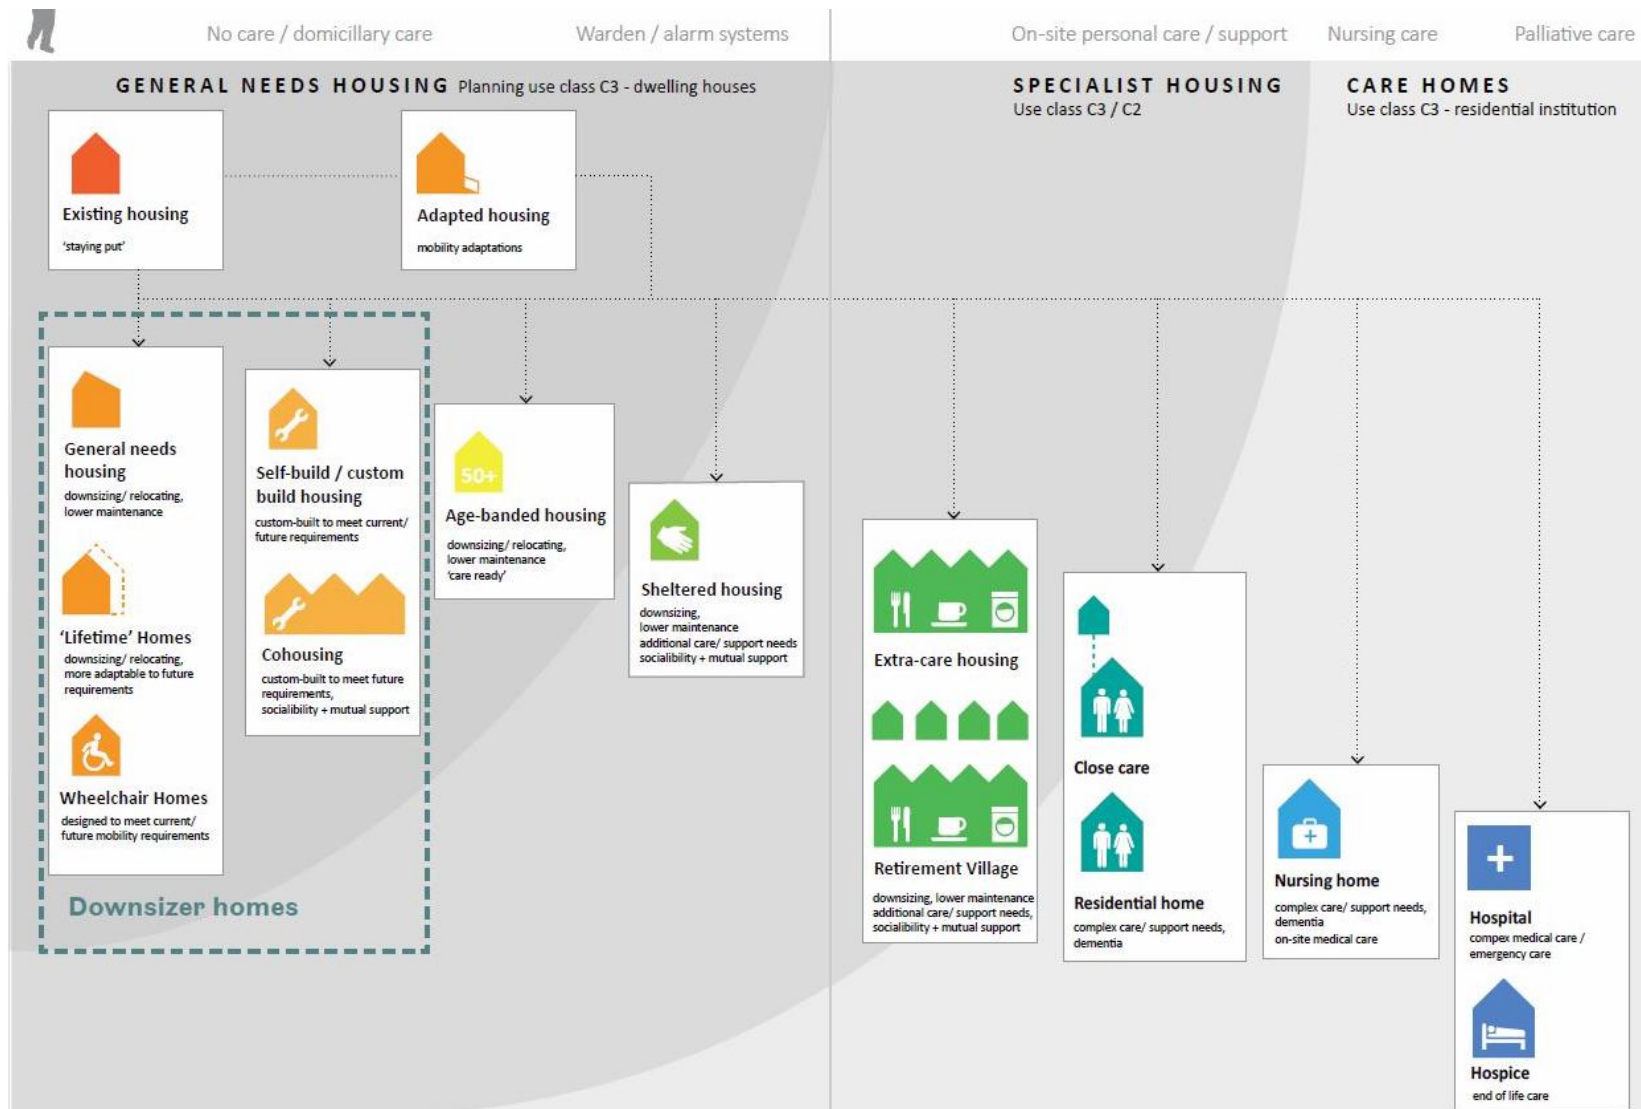 No care / domicillary care
Warden / alarm systems
On-site personal care / support
Nursing care
Palliative care
GENERAL NEEDS HOUSING Planning use class C3 - dwelling houses
SPECIALIST HOUSING
Use class C3 / C2
CARE HOMES
Use class C3 - residential institution
Existing housing
'staying put'
Adapted housing
mobility adaptations
General needs
housing
downsizing/ relocating,
lower maintenance
'Lifetime' Homes
downsizing/ relocating,
more adaptable to future
requirements
Wheelchair Homes
designed to meet current/
future mobility requirements
Downsizer homes
Self-build / custom
build housing
custom-built to meet current/
future requirements
Cohousing
custom-built to meet future
requirements,
socialibility + mutual support
50+
Age-banded housing
downsizing/ relocating,
lower maintenance
'care ready'
Sheltered housing
downsizing,
lower maintenance
additional care/ support needs
socialibility + mutual support
Extra-care housing
Retirement Village
downsizing, lower maintenance
additional care/ support needs,
socialibility + mutual support
Close care
Residential home
complex care/ support needs,
dementia
Nursing home
complex care/ support needs,
dementia
on-site medical care
Hospital
compex medical care /
emergency care
Hospice
end of life care